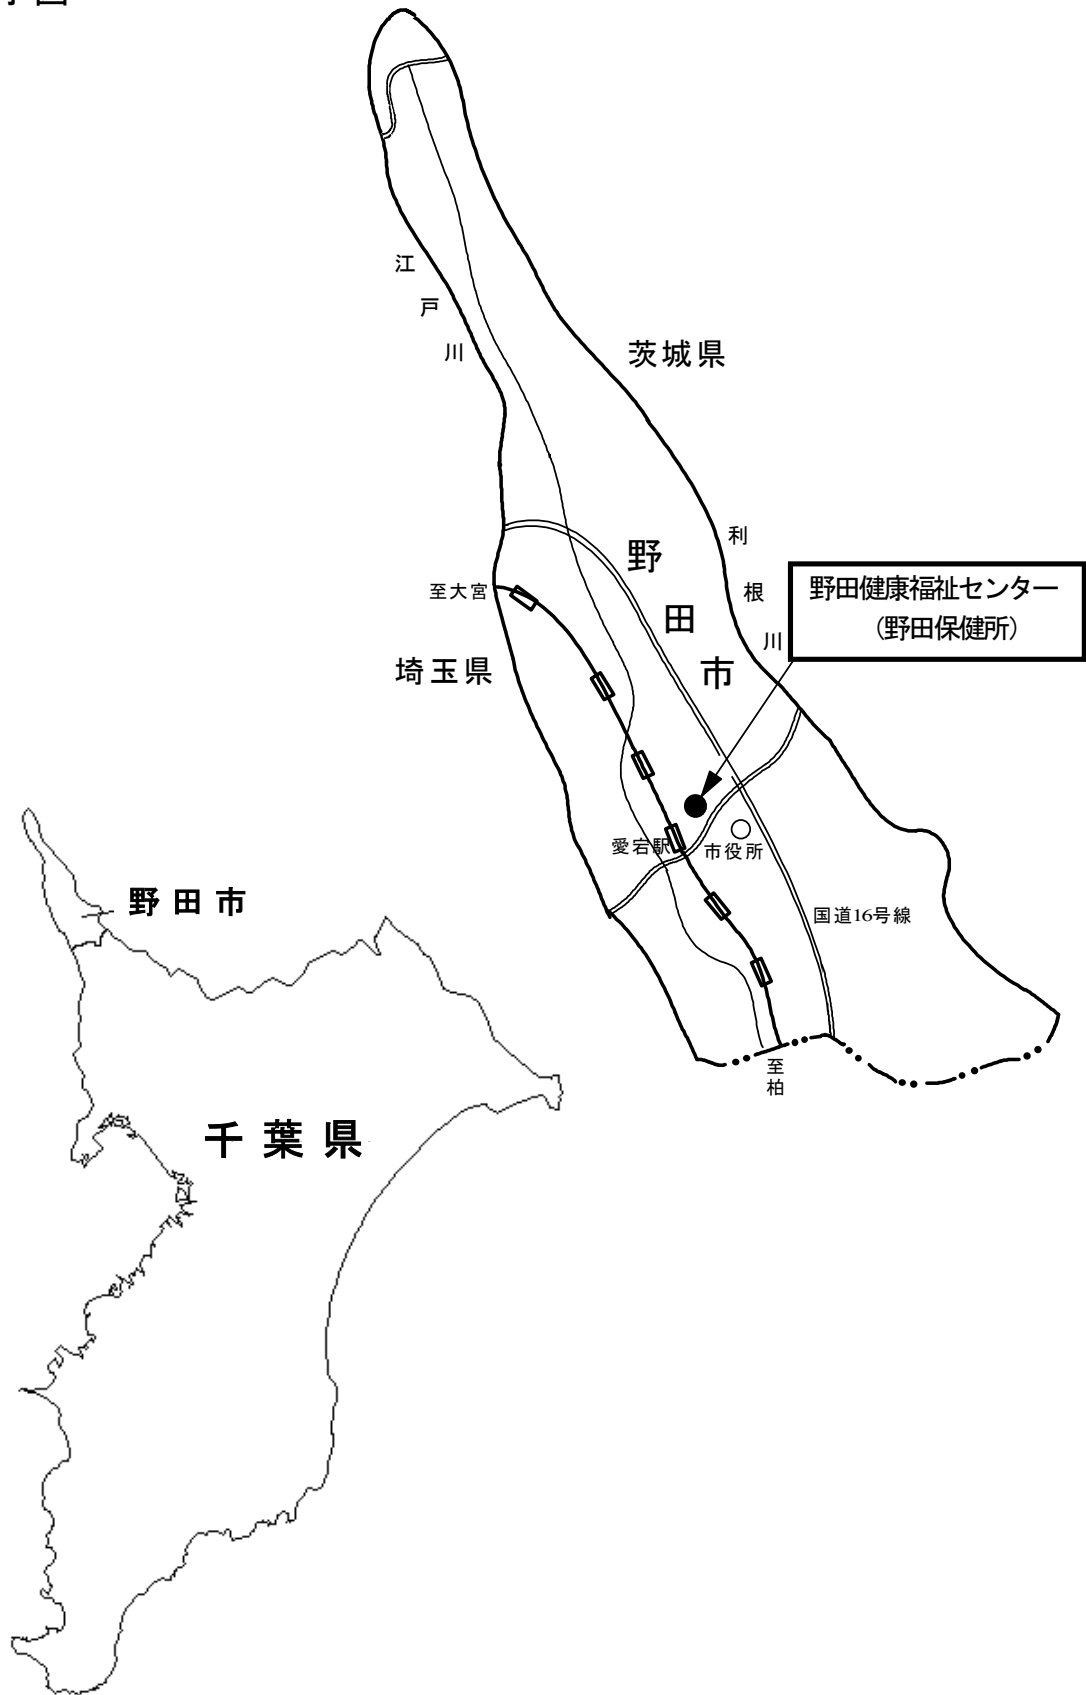 江戸川
茨城県
利根川
野田市
至大宮
野田健康福祉センター
（野田保健所）
埼玉県
愛宕駅
市役所
国道16号線
至柏
野田市
千葉県